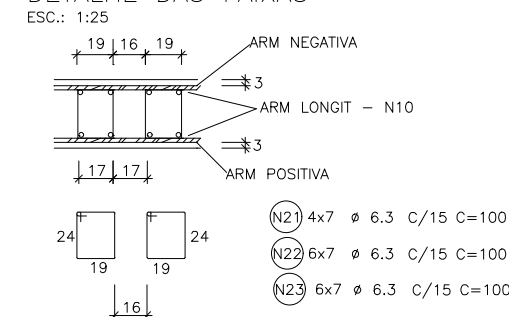 ESC.: 1:25
19 16 19
ARM NEGATIVA
3
ARM LONGIT – N10
3
17 17
ARM POSITIVA
24 24
19 19
16
N21 4x7 ø 6.3 C/15 C=100
N22 6x7 ø 6.3 C/15 C=100
N23 6x7 ø 6.3 C/15 C=100